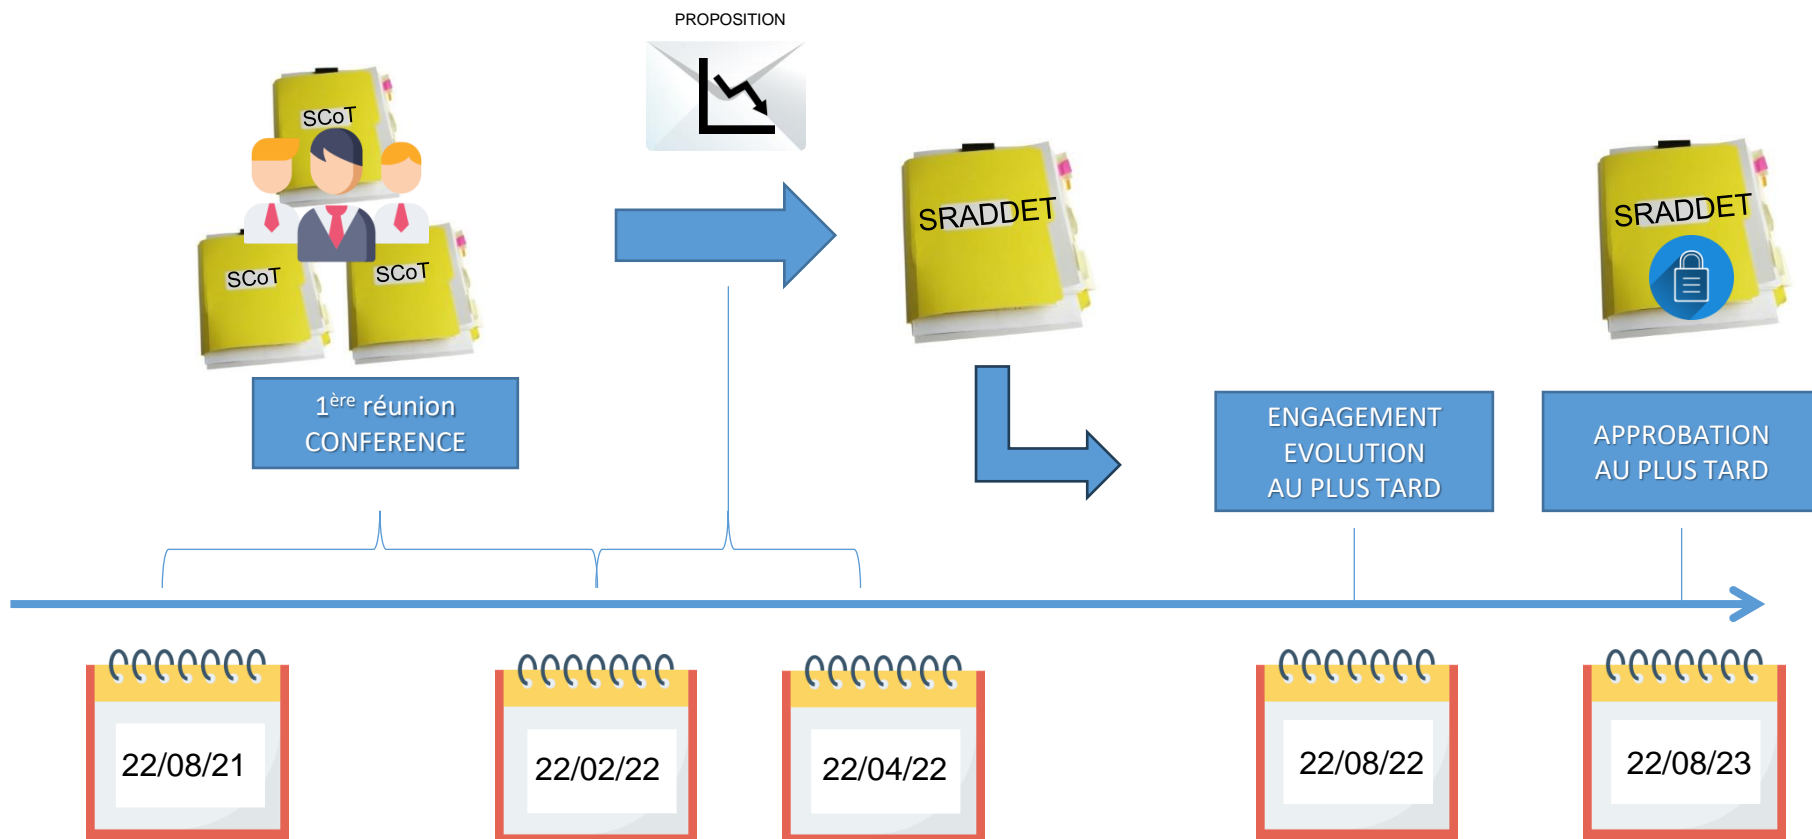 PROPOSITION
SCoT
SCoT
SCoT
SRADDET
SRADDET
1ère réunion
CONFERENCE
ENGAGEMENT
EVOLUTION
AU PLUS TARD
APPROBATION
AU PLUS TARD
22/08/21
22/02/22
22/04/22
22/08/22
22/08/23